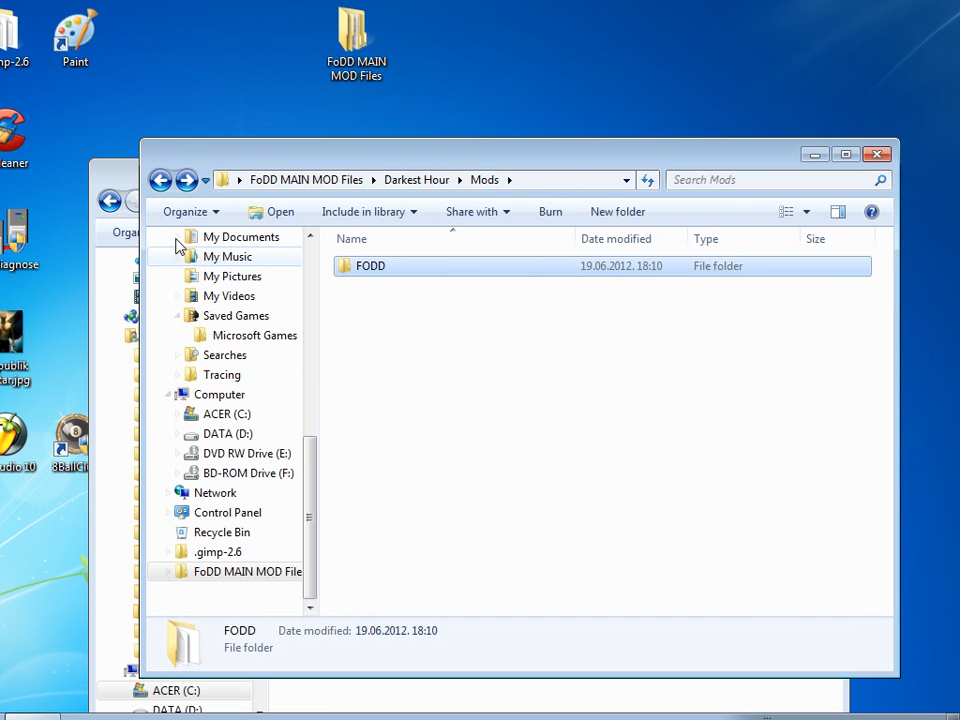 mp-2.6
Paint
FoDD MAIN
MOD Files
leaner
iagnose
publik
tar.jpg
udio 10
8BallCl
Orga
FoDD MAIN MOD Files
Darkest Hour
Mods
Search Mods
Organize
Open
Include in library
Share with
Burn
New folder
My Documents
My Music
My Pictures
My Videos
Saved Games
Microsoft Games
Searches
Tracing
Computer
ACER (C:)
DATA (D:)
DVD RW Drive (E:)
BD-ROM Drive (F:)
Network
Control Panel
Recycle Bin
.gimp-2.6
FoDD MAIN MOD File
Name
Date modified
Type
Size
FODD
19.06.2012. 18:10
File folder
FODD
Date modified: 19.06.2012. 18:10
File folder
ACER (C:)
DATA (D:)